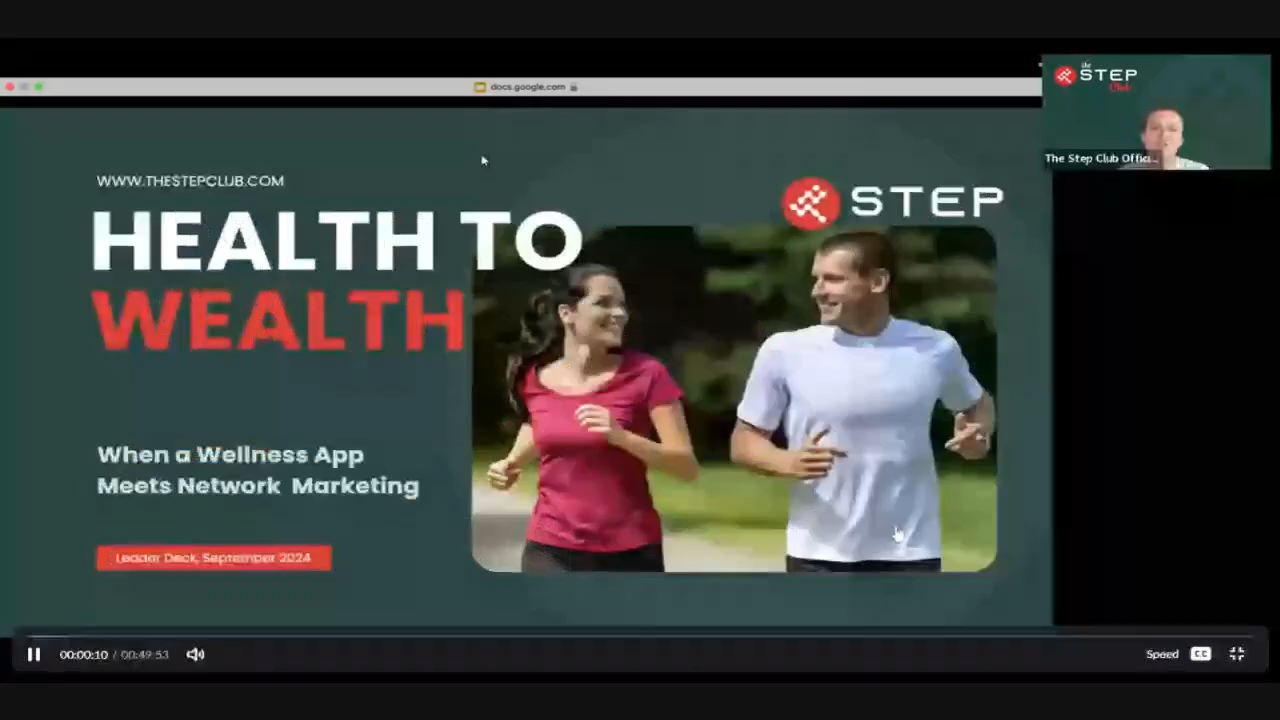 docs.google.com
the
STEP
Club
The Step Club Offici...
WWW.THESTEPCLUB.COM
STEP
HEALTH TO
WEALTH
When a Wellness App
Meets Network Marketing
Leader Deck, September 2024
00:00:10 / 00:49:53
Speed
CC